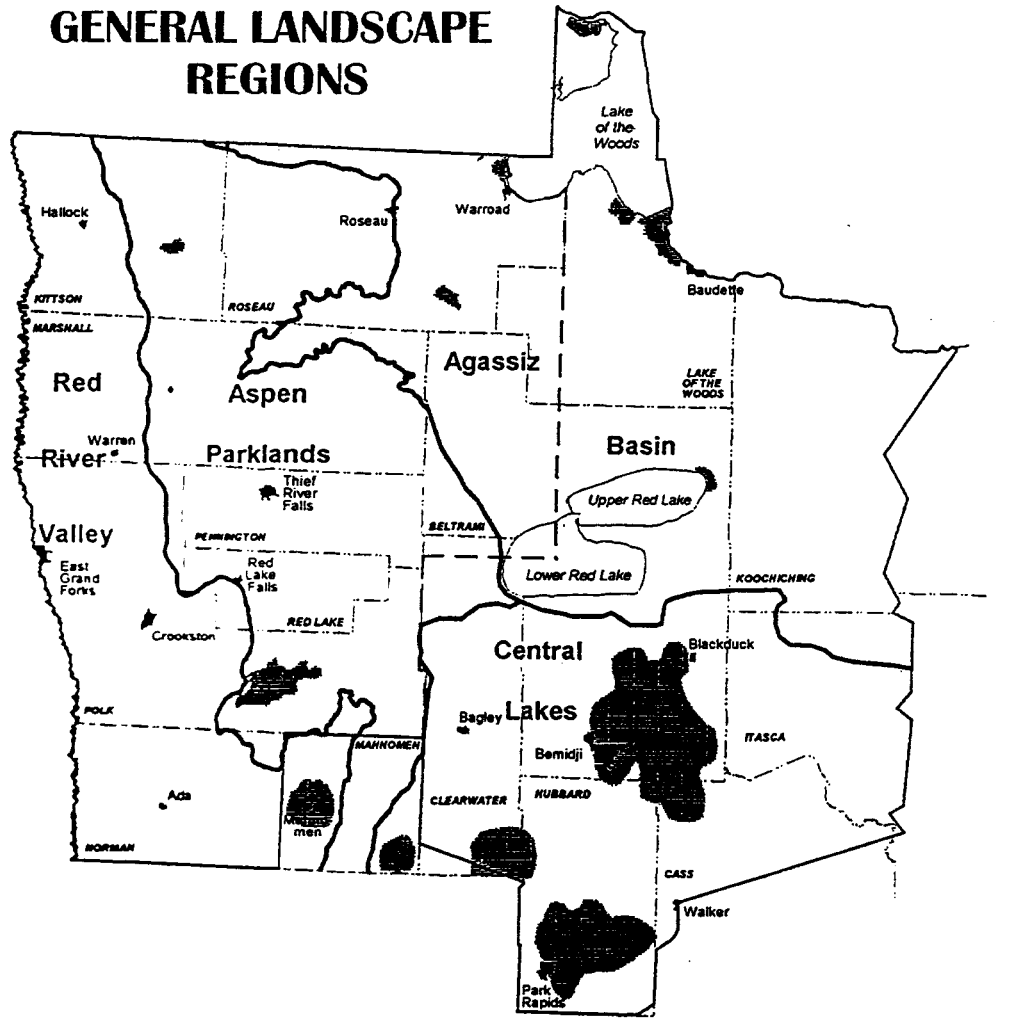 GENERAL LANDSCAPE
REGIONS
Lake
of the
Woods
Hallock
Roseau
Warroad
Baudette
KITTSON
ROSEAU
MARSHALL
Red
River
Valley
Aspen
Parklands
Agassiz
Basin
LAKE
OF THE
WOODS
Warren
Thief
River
Falls
Upper Red Lake
Lower Red Lake
BELTRAMI
PENNINGTON
East
Grand
Forks
Red
Lake
Falls
KOOCHICHING
RED LAKE
Crookston
Central
Lakes
Blackduck
POLK
Bagley
Bemidji
ITASCA
MAHNOMEN
Ada
CLEARWATER
HUBBARD
men
NORMAN
CASS
Walker
Park
Rapids